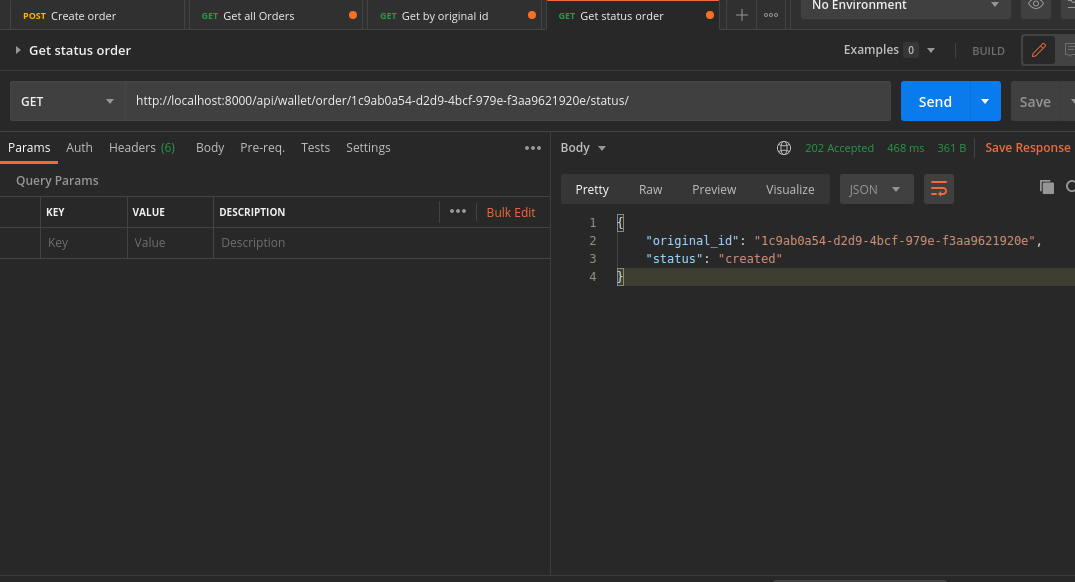 POST Create order
GET Get all Orders
GET Get by original id
GET Get status order
No Environment
Get status order
Examples 0
BUILD
GET
http://localhost:8000/api/wallet/order/1c9ab0a54-d2d9-4bcf-979e-f3aa9621920e/status/
Send
Save
Params Auth Headers (6) Body Pre-req. Tests Settings
Query Params
KEY VALUE DESCRIPTION Bulk Edit
Key Value Description
Body
202 Accepted 468 ms 361 B Save Response
Pretty Raw Preview Visualize JSON
1 {
2 "original_id": "1c9ab0a54-d2d9-4bcf-979e-f3aa9621920e",
3 "status": "created"
4 }